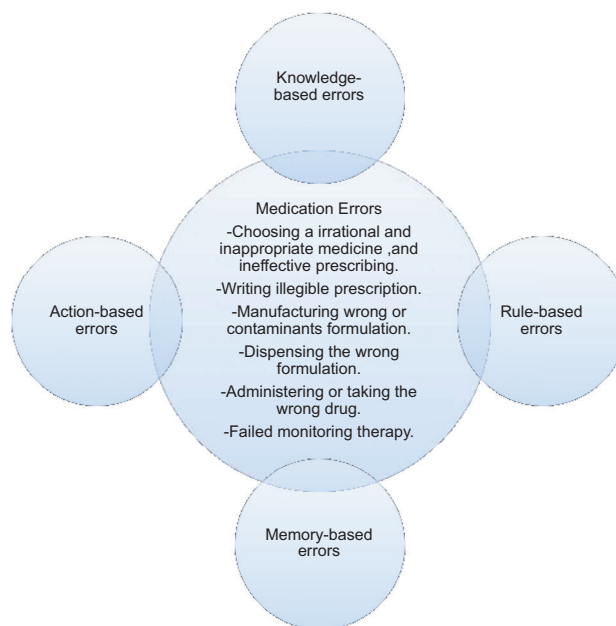 Knowledge-
based errors
Medication Errors
-Choosing a irrational and
inappropriate medicine ,and
ineffective prescribing.
-Writing illegible prescription.
-Manufacturing wrong or
contaminants formulation.
-Dispensing the wrong
formulation.
-Administering or taking the
wrong drug.
-Failed monitoring therapy.
Action-based
errors
Rule-based
errors
Memory-based
errors